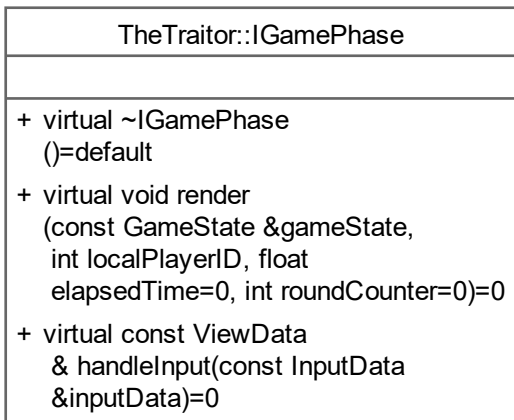 TheTraitor::IGamePhase
+ virtual ~IGamePhase
()=default
+ virtual void render
(const GameState &gameState,
int localPlayerID, float
elapsedTime=0, int roundCounter=0)=0
+ virtual const ViewData
& handleInput(const InputData
&inputData)=0